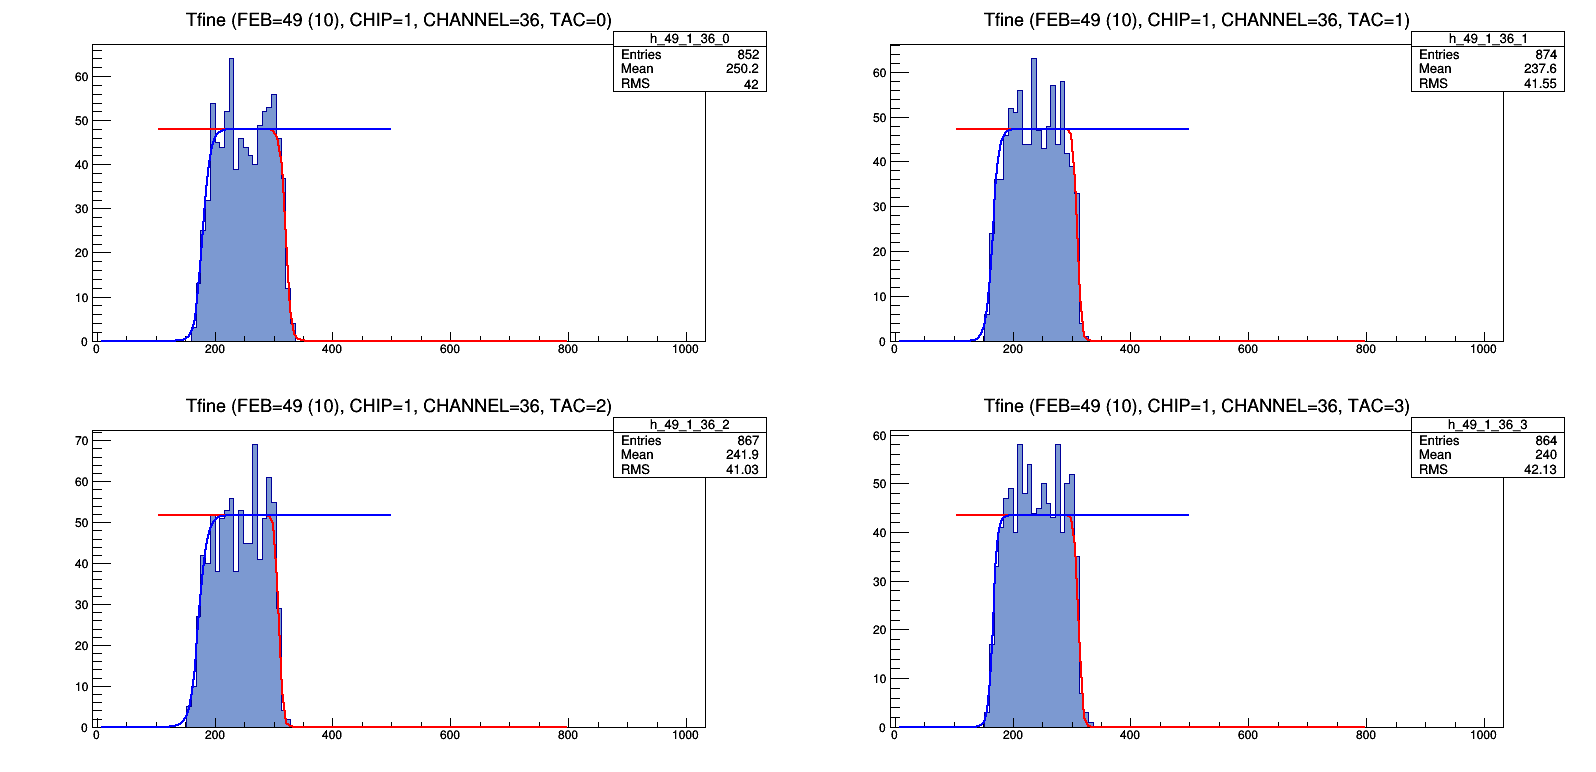 Tfine (FEB=49 (10), CHIP=1, CHANNEL=36, TAC=0)
h_49_1_36_0
Entries 852
Mean 250.2
RMS 42
60
50
40
30
20
10
0
0 200 400 600 800 1000
Tfine (FEB=49 (10), CHIP=1, CHANNEL=36, TAC=1)
h_49_1_36_1
Entries 874
Mean 237.6
RMS 41.55
60
50
40
30
20
10
0
0 200 400 600 800 1000
Tfine (FEB=49 (10), CHIP=1, CHANNEL=36, TAC=2)
h_49_1_36_2
Entries 867
Mean 241.9
RMS 41.03
70
60
50
40
30
20
10
0
0 200 400 600 800 1000
Tfine (FEB=49 (10), CHIP=1, CHANNEL=36, TAC=3)
h_49_1_36_3
Entries 864
Mean 240
RMS 42.13
60
50
40
30
20
10
0
0 200 400 600 800 1000